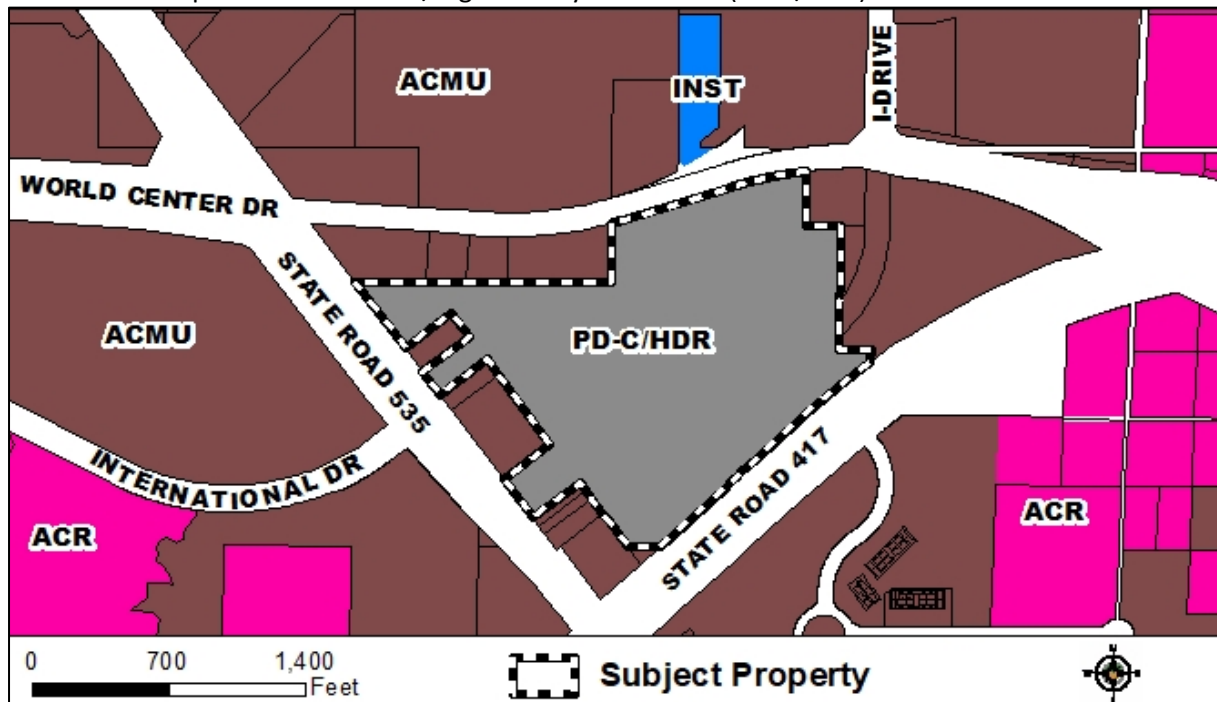 ACMU
INST
I-DRIVE
WORLD CENTER DR
STATE ROAD 535
ACMU
PD-C/HDR
INTERNATIONAL DR
STATE ROAD 417
ACR
ACR
0 700 1,400
Feet
Subject Property
N